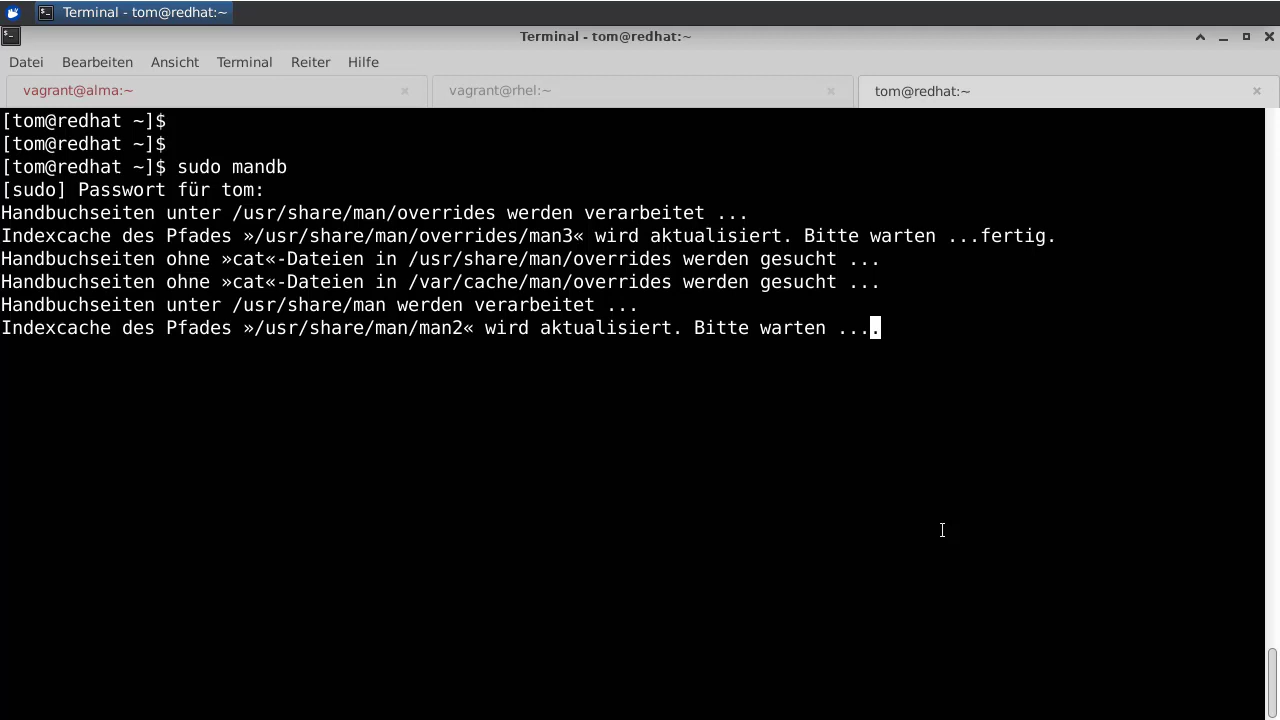 Terminal - tom@redhat:~
Terminal - tom@redhat:~
Datei Bearbeiten Ansicht Terminal Reiter Hilfe
vagrant@alma:~ vagrant@rhel:~ tom@redhat:~
[tom@redhat ~]$
[tom@redhat ~]$
[tom@redhat ~]$ sudo mandb
[sudo] Passwort für tom:
Handbuchseiten unter /usr/share/man/overrides werden verarbeitet ...
Indexcache des Pfades »/usr/share/man/overrides/man3« wird aktualisiert. Bitte warten ...fertig.
Handbuchseiten ohne »cat«-Dateien in /usr/share/man/overrides werden gesucht ...
Handbuchseiten ohne »cat«-Dateien in /var/cache/man/overrides werden gesucht ...
Handbuchseiten unter /usr/share/man werden verarbeitet ...
Indexcache des Pfades »/usr/share/man/man2« wird aktualisiert. Bitte warten ....